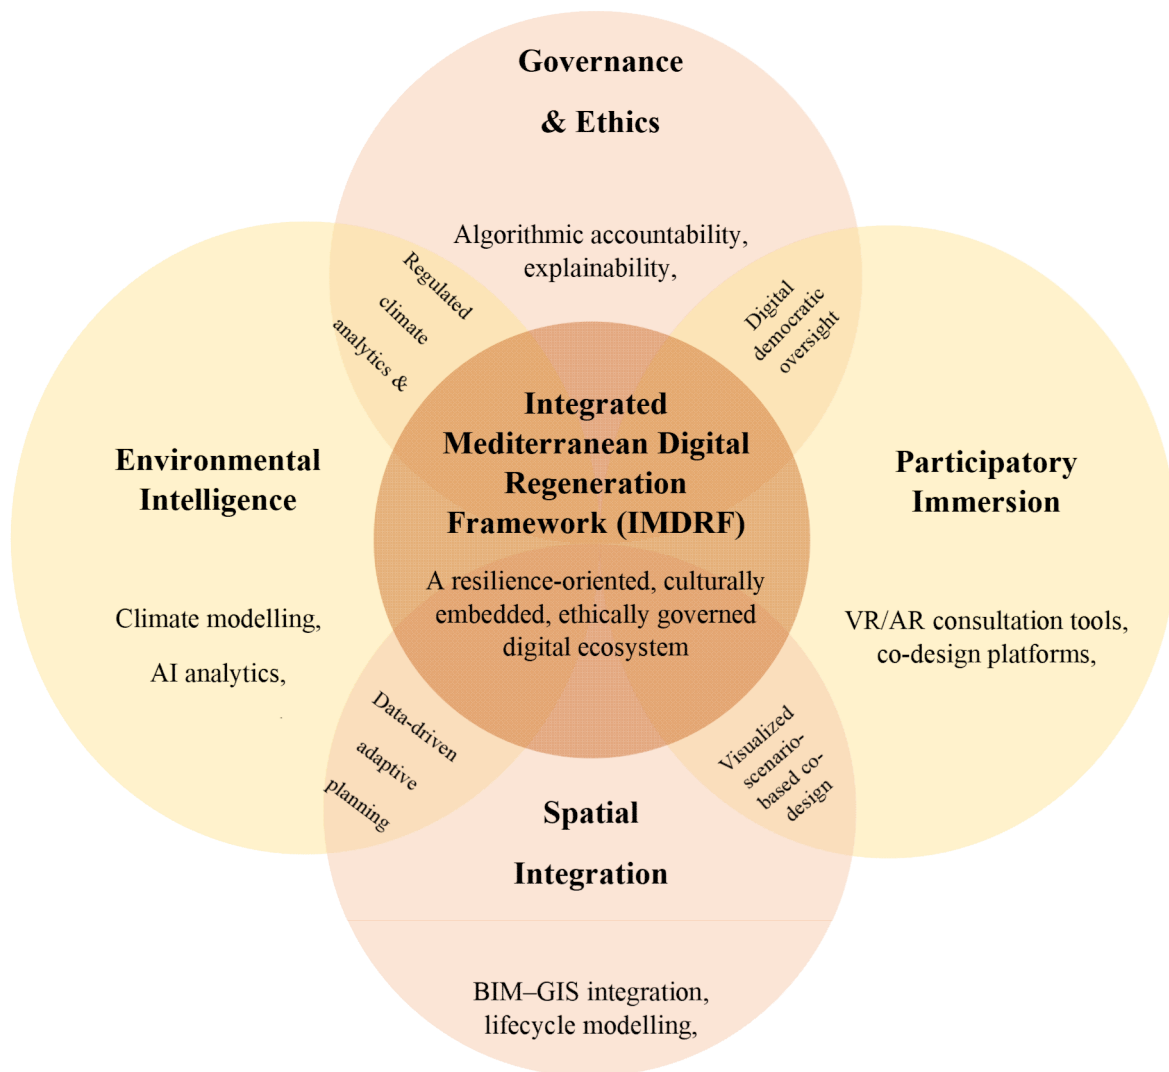 Governance
& Ethics
Algorithmic accountability,
explainability,
Regulated
climate
analytics &
Digital
democratic
oversight
Integrated
Mediterranean Digital
Regeneration
Framework (IMDRF)
A resilience-oriented, culturally
embedded, ethically governed
digital ecosystem
Environmental
Intelligence
Climate modelling,
AI analytics,
.
Participatory
Immersion
VR/AR consultation tools,
co-design platforms,
Data-driven
adaptive
planning
Visualized
scenario-
based co-
design
Spatial
Integration
BIM–GIS integration,
lifecycle modelling,